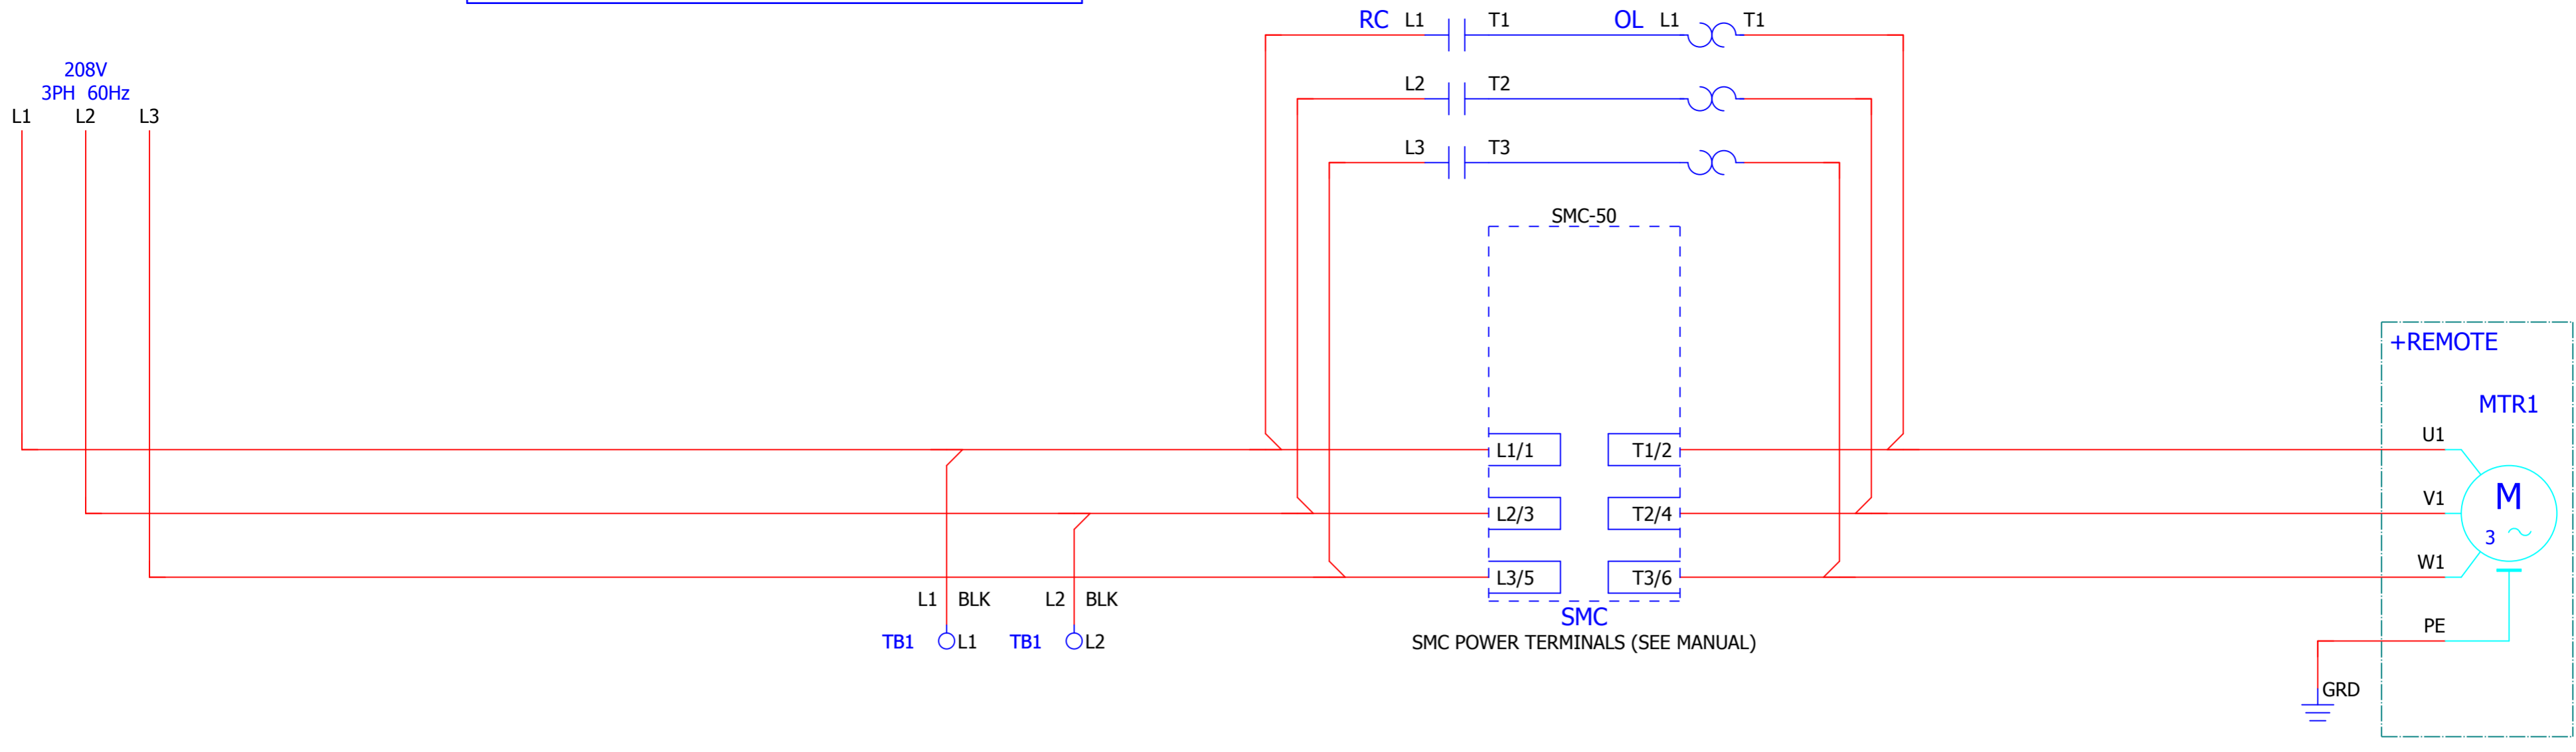 RC L1 T1 OL L1 T1
208V
3PH 60Hz
L1 L2 L3
L2 T2
L3 T3
SMC-50
+REMOTE
MTR1
L1/1 T1/2 U1
L2/3 T2/4 V1
M
3
L3/5 T3/6 W1
L1 BLK L2 BLK
SMC
TB1 L1 TB1 L2
SMC POWER TERMINALS (SEE MANUAL)
PE
GRD